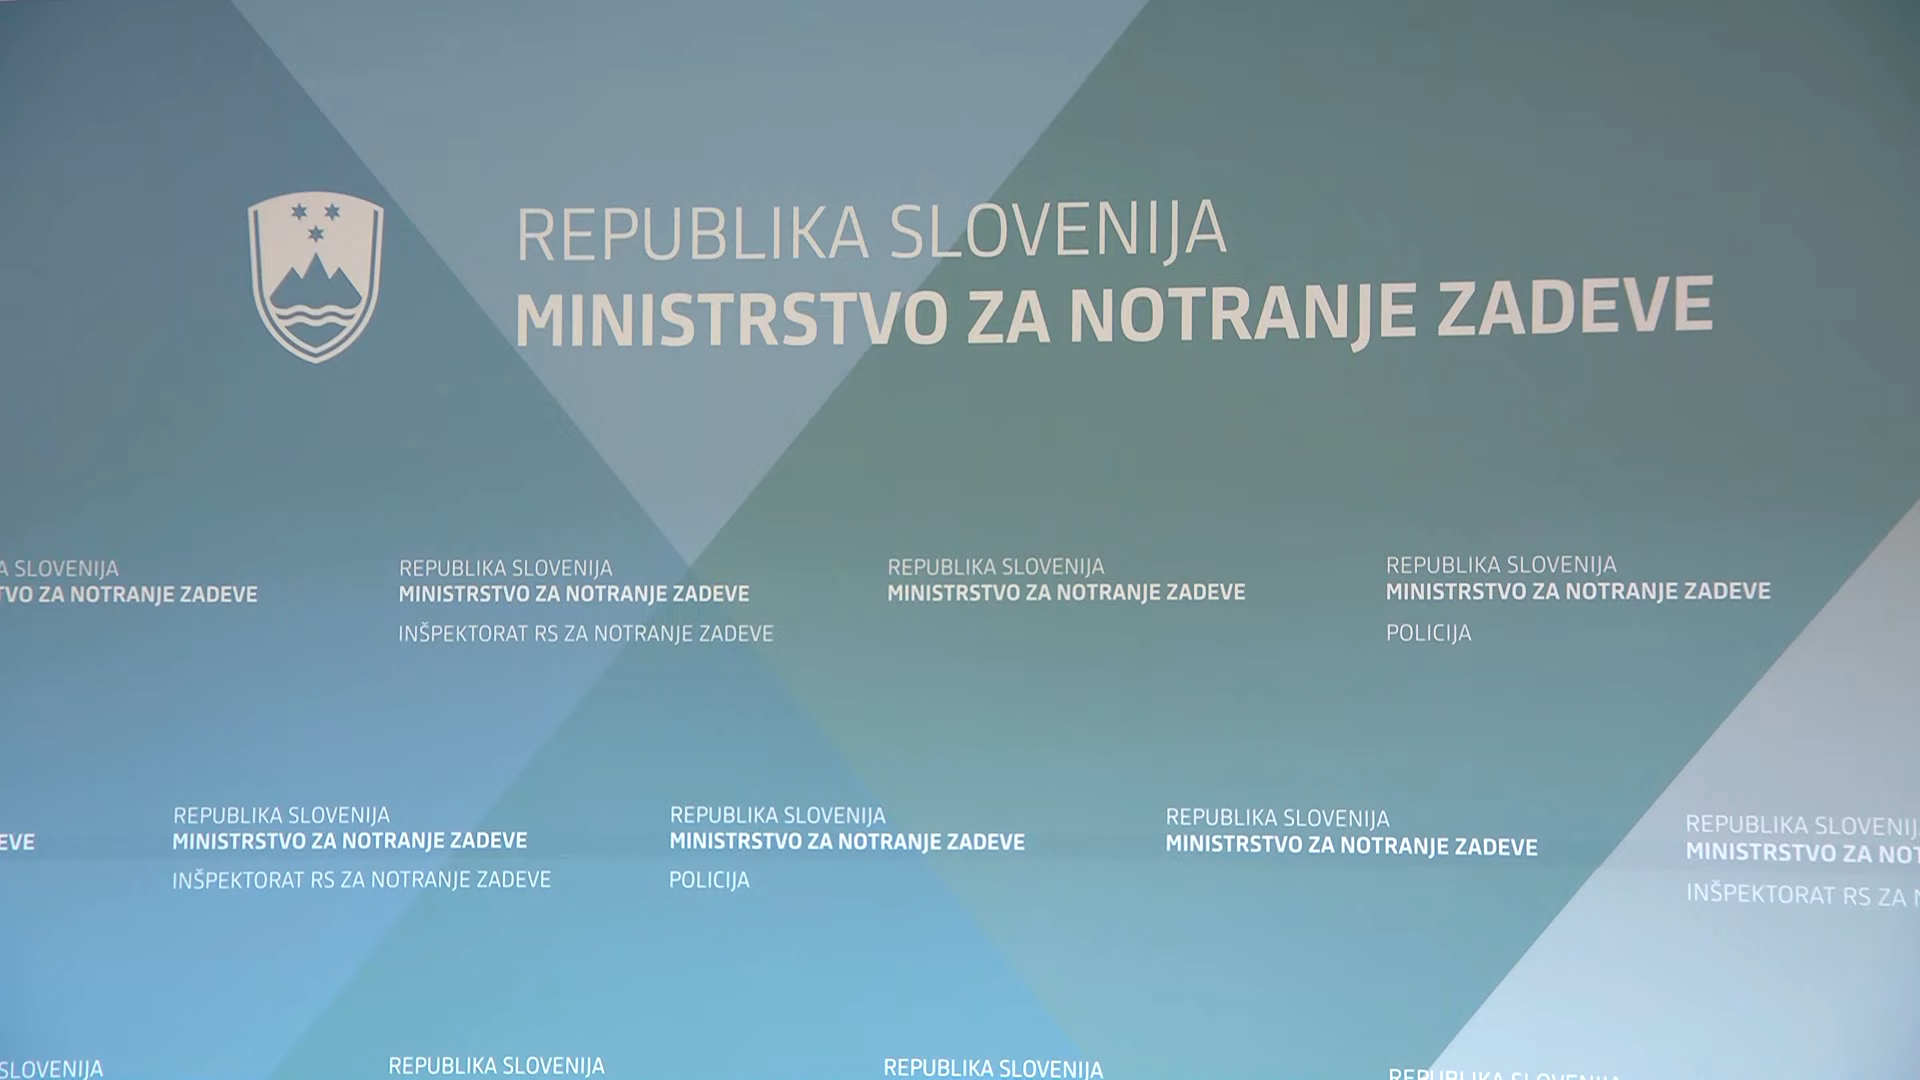 REPUBLIKA SLOVENIJA
MINISTRSTVO ZA NOTRANJE ZADEVE
SLOVENIJA
ZA NOTRANJE ZADEVE
REPUBLIKA SLOVENIJA
MINISTRSTVO ZA NOTRANJE ZADEVE
INŠPEKTORAT RS ZA NOTRANJE ZADEVE
REPUBLIKA SLOVENIJA
MINISTRSTVO ZA NOTRANJE ZADEVE
REPUBLIKA SLOVENIJA
MINISTRSTVO ZA NOTRANJE ZADEVE
POLICIJA
REPUBLIKA SLOVENIJA
MINISTRSTVO ZA NOTRANJE ZADEVE
INŠPEKTORAT RS ZA NOTRANJE ZADEVE
REPUBLIKA SLOVENIJA
MINISTRSTVO ZA NOTRANJE ZADEVE
POLICIJA
REPUBLIKA SLOVENIJA
MINISTRSTVO ZA NOTRANJE ZADEVE
REPUBLIKA SLOVENIJ
MINISTRSTVO ZA NOT
INŠPEKTORAT RS ZA
SLOVENIJA
REPUBLIKA SLOVENIJA
REPUBLIKA SLOVENIJA